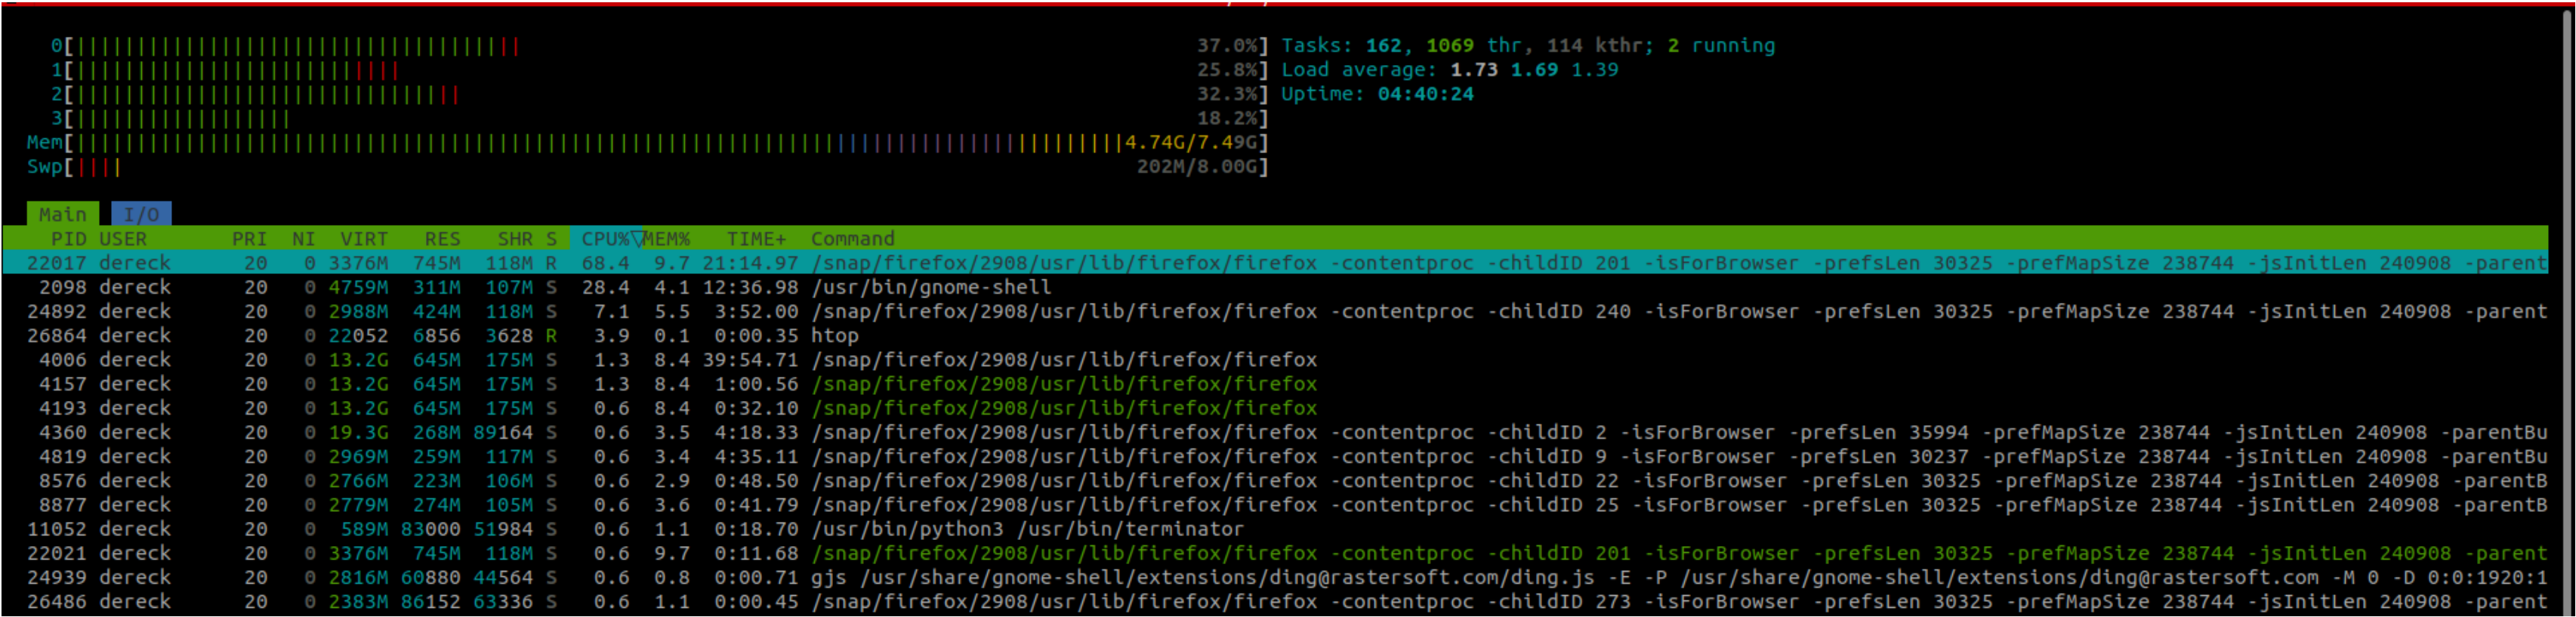 0[||||||||||||||||||||||||||||||||||||| 37.0%] Tasks: 162, 1069 thr, 114 kthr; 2 running
1[||||||||||||||||||||||||||| 25.8%] Load average: 1.73 1.69 1.39
2[|||||||||||||||||||||||||||||||| 32.3%] Uptime: 04:40:24
3[|||||||||||||||||| 18.2%]
Mem[|||||||||||||||||||||||||||||||||||||||||||||||||||||||||||||||||||||||||||||||||||||||4.74G/7.49G]
Swp[|||| 202M/8.00G]
Main I/O
PID USER PRI NI VIRT RES SHR S CPU%▽MEM% TIME+ Command
22017 dereck 20 0 3376M 745M 118M R 68.4 9.7 21:14.97 /snap/firefox/2908/usr/lib/firefox/firefox -contentproc -childID 201 -isForBrowser -prefsLen 30325 -prefMapSize 238744 -jsInitLen 240908 -parent
2098 dereck 20 0 4759M 311M 107M S 28.4 4.1 12:36.98 /usr/bin/gnome-shell
24892 dereck 20 0 2988M 424M 118M S 7.1 5.5 3:52.00 /snap/firefox/2908/usr/lib/firefox/firefox -contentproc -childID 240 -isForBrowser -prefsLen 30325 -prefMapSize 238744 -jsInitLen 240908 -parent
26864 dereck 20 0 22052 6856 3628 R 3.9 0.1 0:00.35 htop
4006 dereck 20 0 13.2G 645M 175M S 1.3 8.4 39:54.71 /snap/firefox/2908/usr/lib/firefox/firefox
4157 dereck 20 0 13.2G 645M 175M S 1.3 8.4 1:00.56 /snap/firefox/2908/usr/lib/firefox/firefox
4193 dereck 20 0 13.2G 645M 175M S 0.6 8.4 0:32.10 /snap/firefox/2908/usr/lib/firefox/firefox
4360 dereck 20 0 19.3G 268M 89164 S 0.6 3.5 4:18.33 /snap/firefox/2908/usr/lib/firefox/firefox -contentproc -childID 2 -isForBrowser -prefsLen 35994 -prefMapSize 238744 -jsInitLen 240908 -parentBu
4819 dereck 20 0 2969M 259M 117M S 0.6 3.4 4:35.11 /snap/firefox/2908/usr/lib/firefox/firefox -contentproc -childID 9 -isForBrowser -prefsLen 30237 -prefMapSize 238744 -jsInitLen 240908 -parentBu
8576 dereck 20 0 2766M 223M 106M S 0.6 2.9 0:48.50 /snap/firefox/2908/usr/lib/firefox/firefox -contentproc -childID 22 -isForBrowser -prefsLen 30325 -prefMapSize 238744 -jsInitLen 240908 -parentB
8877 dereck 20 0 2779M 274M 105M S 0.6 3.6 0:41.79 /snap/firefox/2908/usr/lib/firefox/firefox -contentproc -childID 25 -isForBrowser -prefsLen 30325 -prefMapSize 238744 -jsInitLen 240908 -parentB
11052 dereck 20 0 589M 83000 51984 S 0.6 1.1 0:18.70 /usr/bin/python3 /usr/bin/terminator
22021 dereck 20 0 3376M 745M 118M S 0.6 9.7 0:11.68 /snap/firefox/2908/usr/lib/firefox/firefox -contentproc -childID 201 -isForBrowser -prefsLen 30325 -prefMapSize 238744 -jsInitLen 240908 -parent
24939 dereck 20 0 2816M 60880 44564 S 0.6 0.8 0:00.71 gjs /usr/share/gnome-shell/extensions/ding@rastersoft.com/ding.js -E -P /usr/share/gnome-shell/extensions/ding@rastersoft.com -M 0 -D 0:0:1920:1
26486 dereck 20 0 2383M 86152 63336 S 0.6 1.1 0:00.45 /snap/firefox/2908/usr/lib/firefox/firefox -contentproc -childID 273 -isForBrowser -prefsLen 30325 -prefMapSize 238744 -jsInitLen 240908 -parent